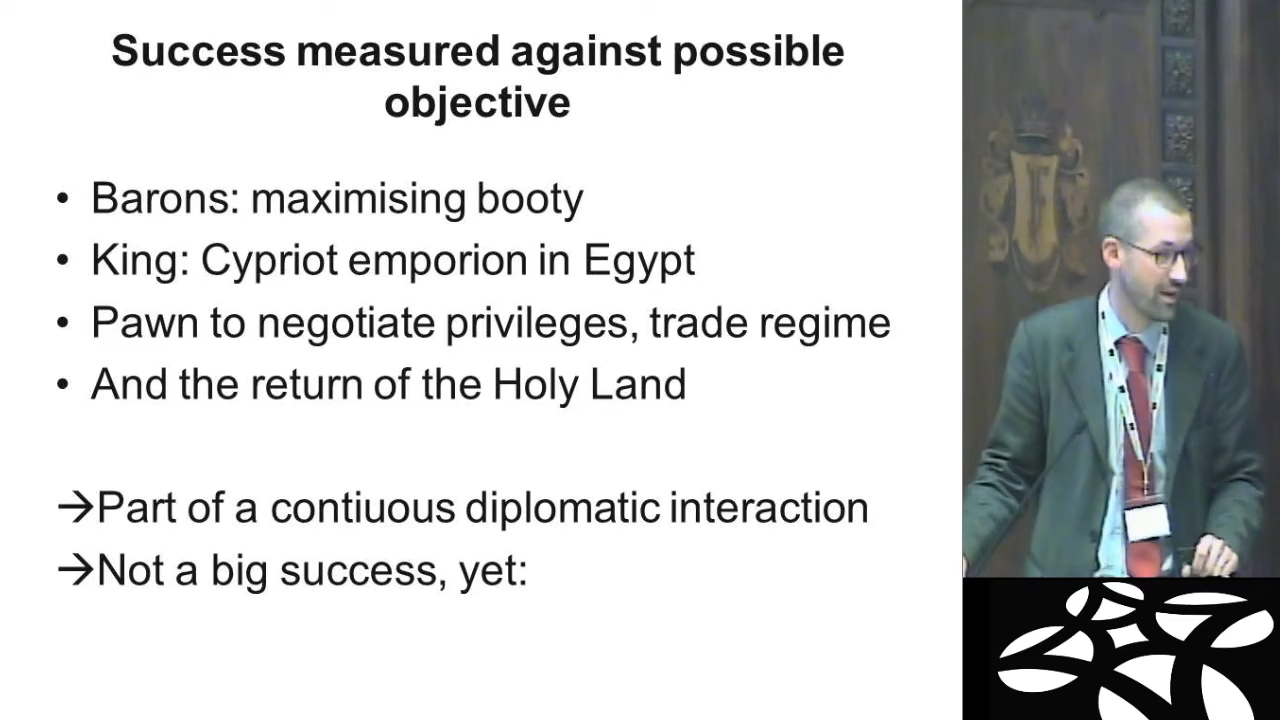 Success measured against possible
objective
• Barons: maximising booty
• King: Cypriot emporion in Egypt
• Pawn to negotiate privileges, trade regime
• And the return of the Holy Land
→Part of a contiuous diplomatic interaction
→Not a big success, yet: